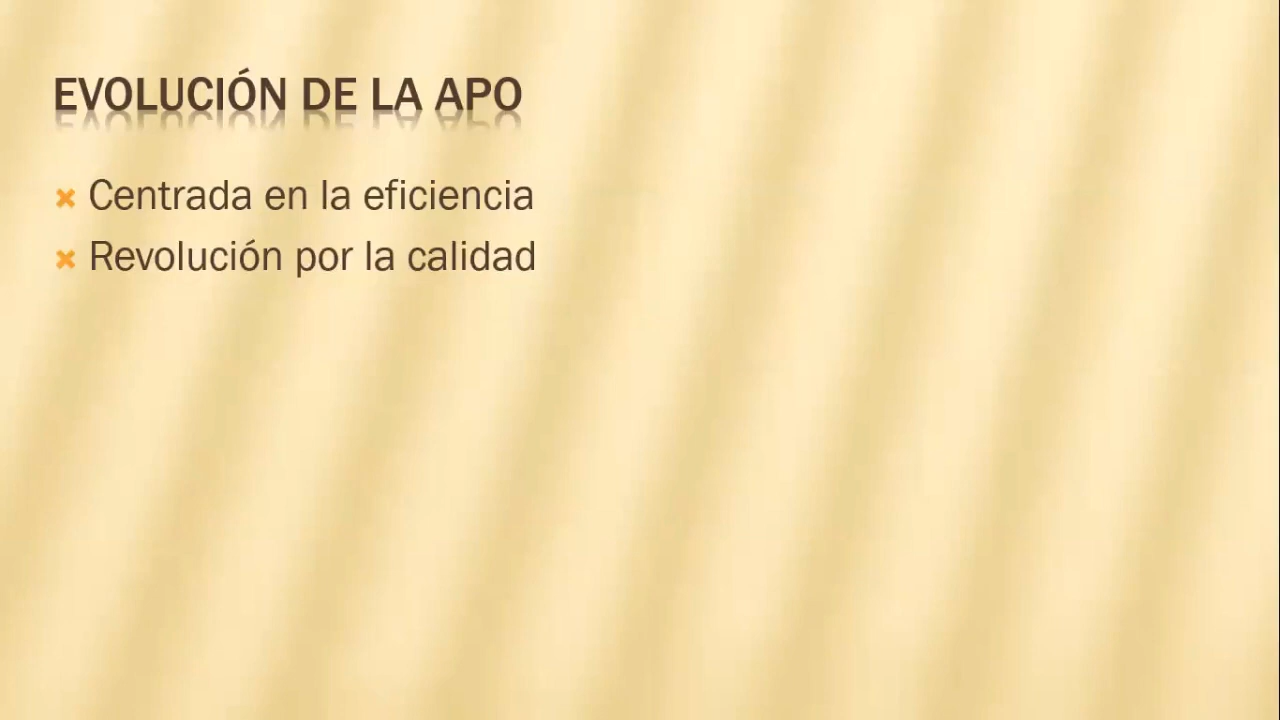 EVOLUCIÓN DE LA APO
Centrada en la eficiencia
Revolución por la calidad